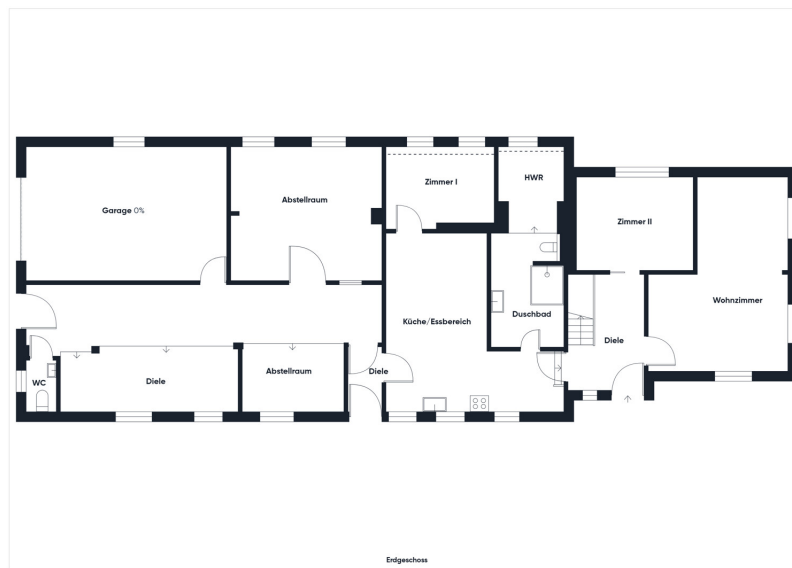 Zimmer I
HWR
Abstellraum
Garage 0%
Zimmer II
Wohnzimmer
Küche/Essbereich
Duschbad
Diele
Diele
Abstellraum
Diele
WC
Erdgeschoss